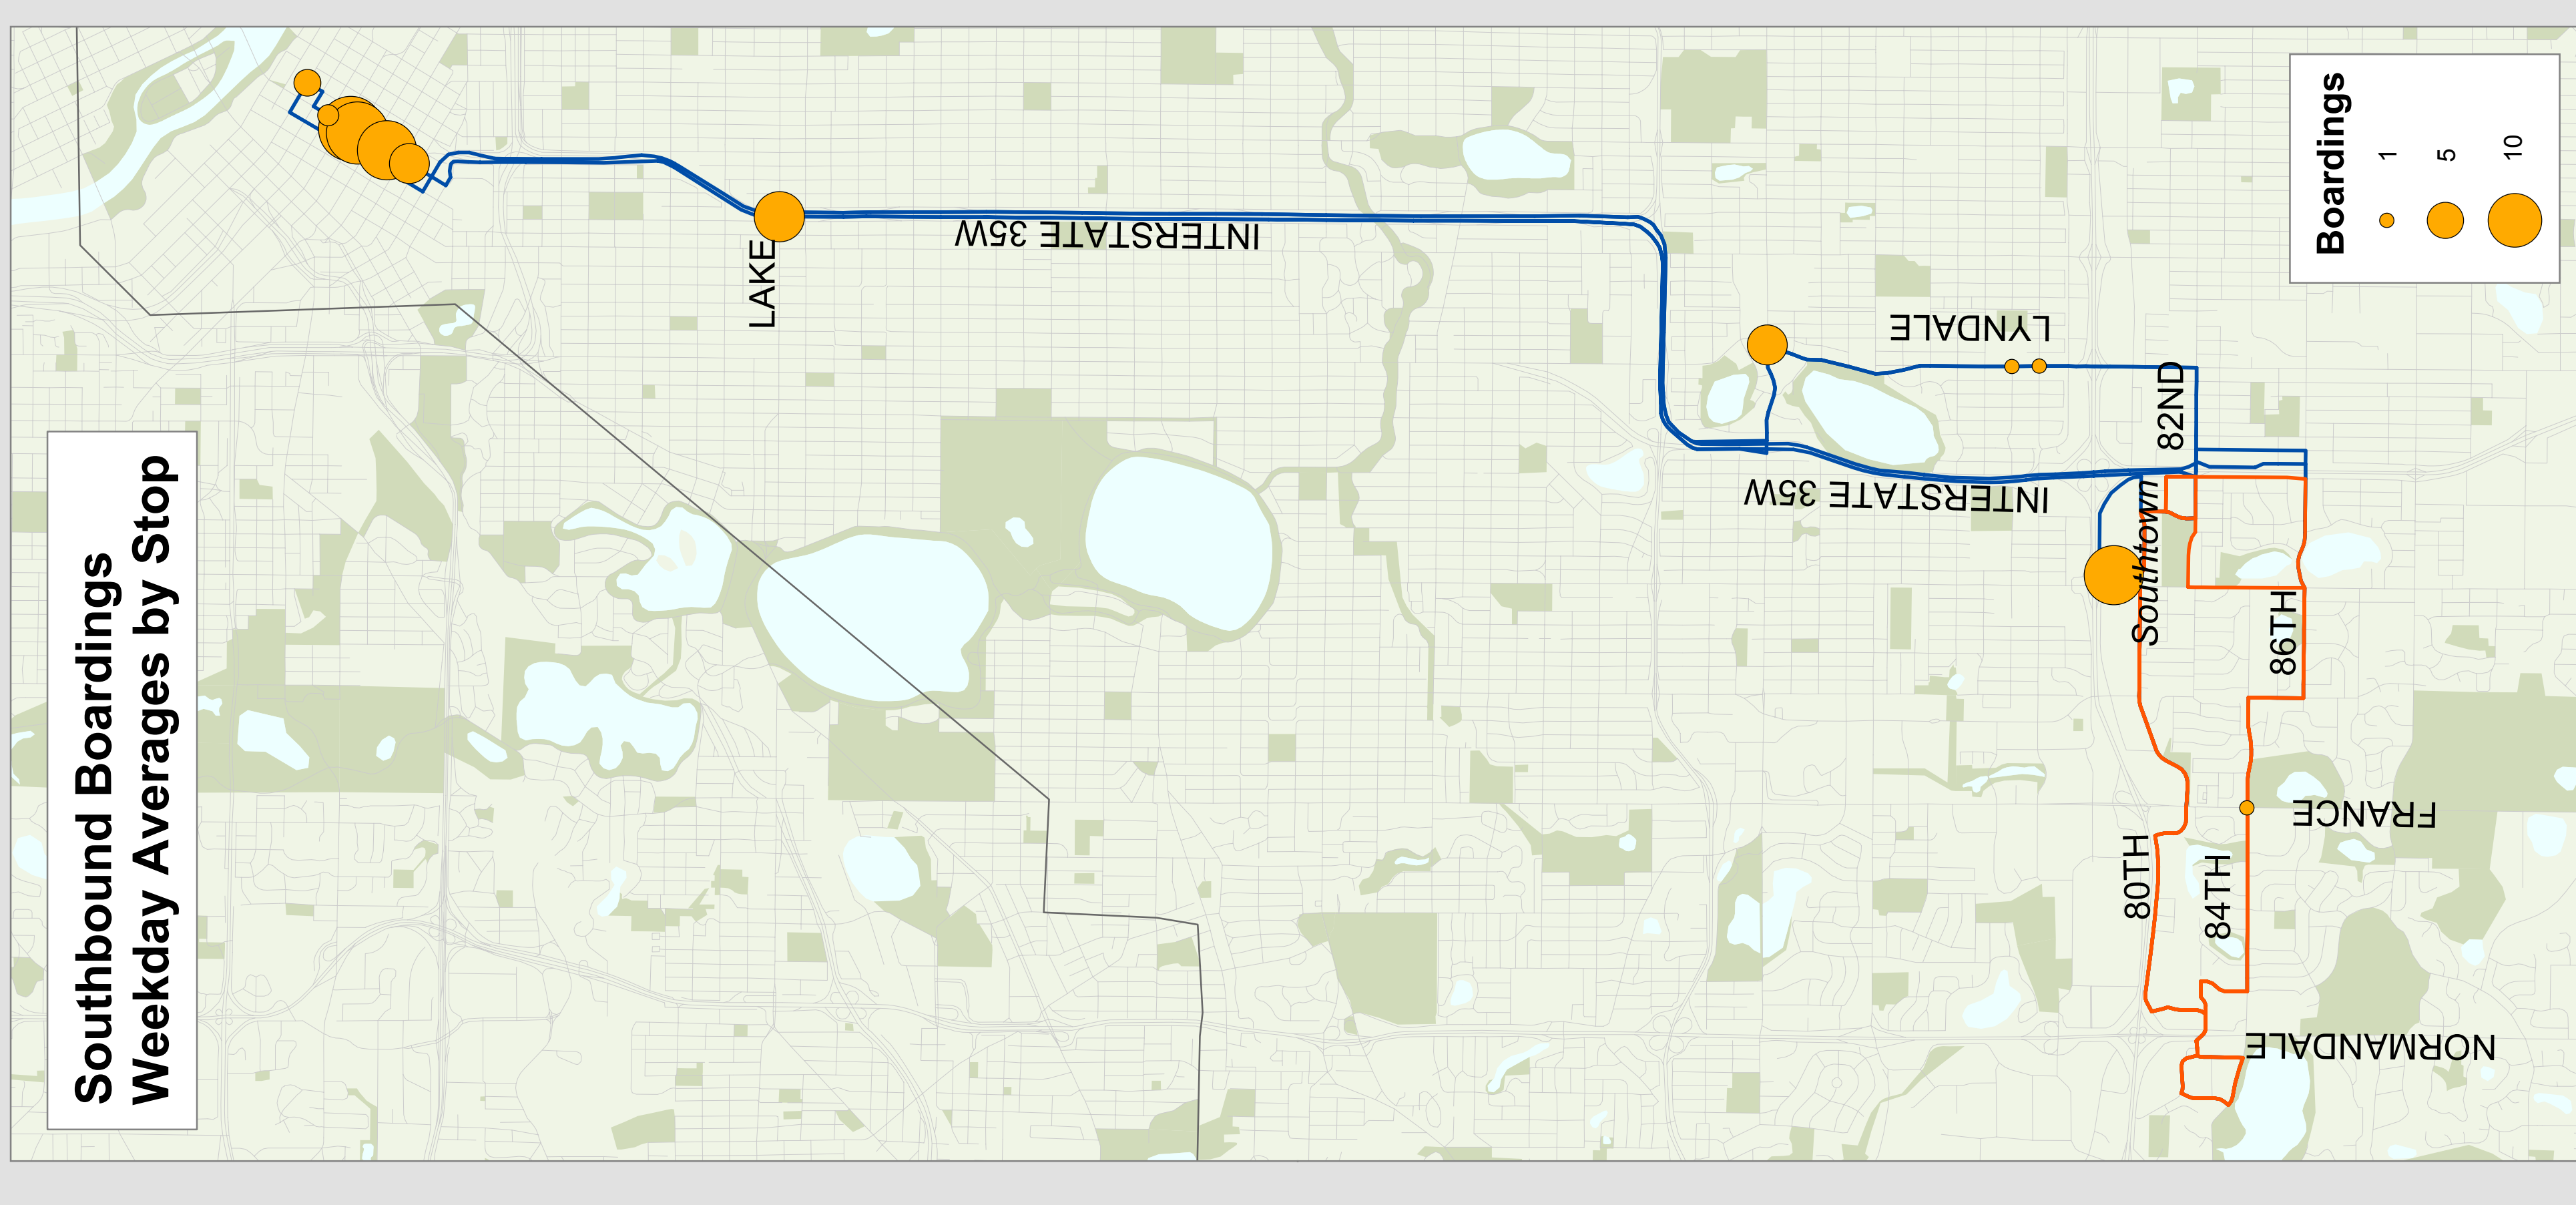 Southbound Boardings
Weekday Averages by Stop
LAKE
INTERSTATE 35W
LYNDALE
INTERSTATE 35W
82ND
Southtown
86TH
80TH
84TH
FRANCE
NORMANDALE
Boardings
1
5
10